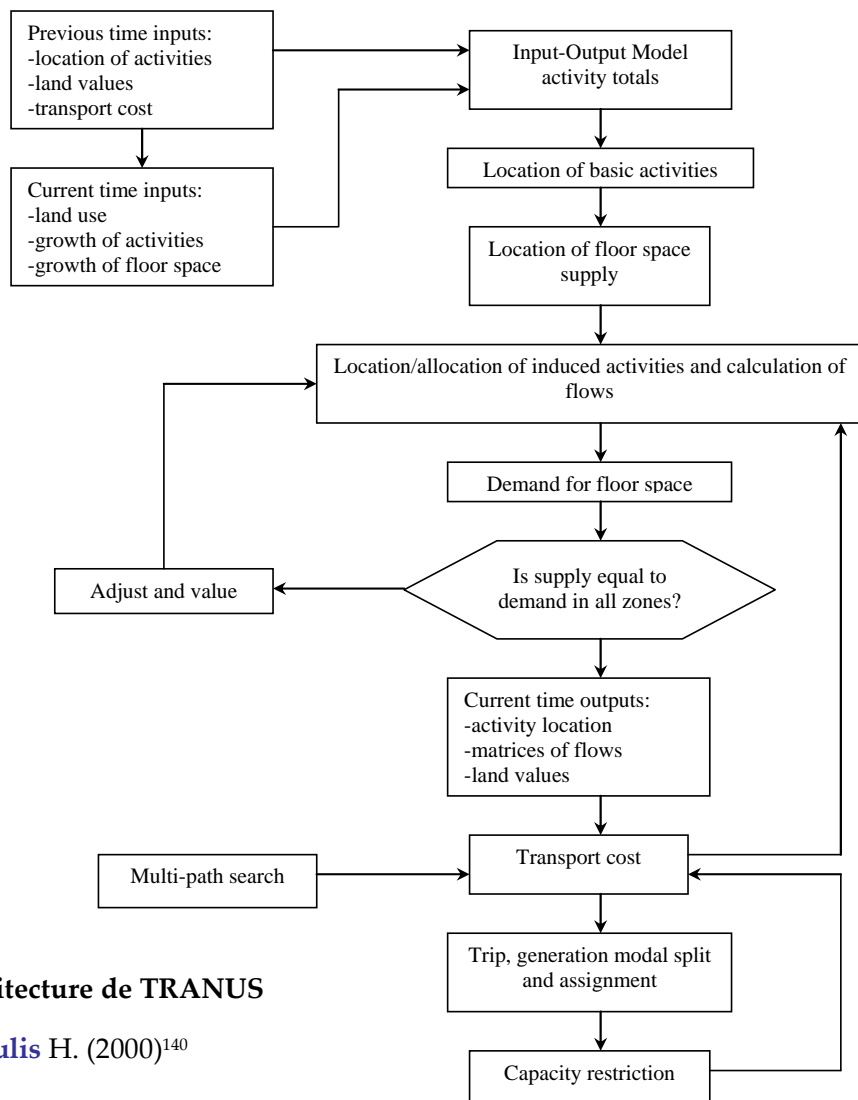 Previous time inputs:
-location of activities
-land values
-transport cost
Input-Output Model
activity totals
Current time inputs:
-land use
-growth of activities
-growth of floor space
Location of basic activities
Location of floor space
supply
Location/allocation of induced activities and calculation of
flows
Demand for floor space
Is supply equal to
demand in all zones?
Adjust and value
Current time outputs:
-activity location
-matrices of flows
-land values
Transport cost
Multi-path search
Trip, generation modal split
and assignment
Capacity restriction
itecture de TRANUS
ulis H. (2000)140